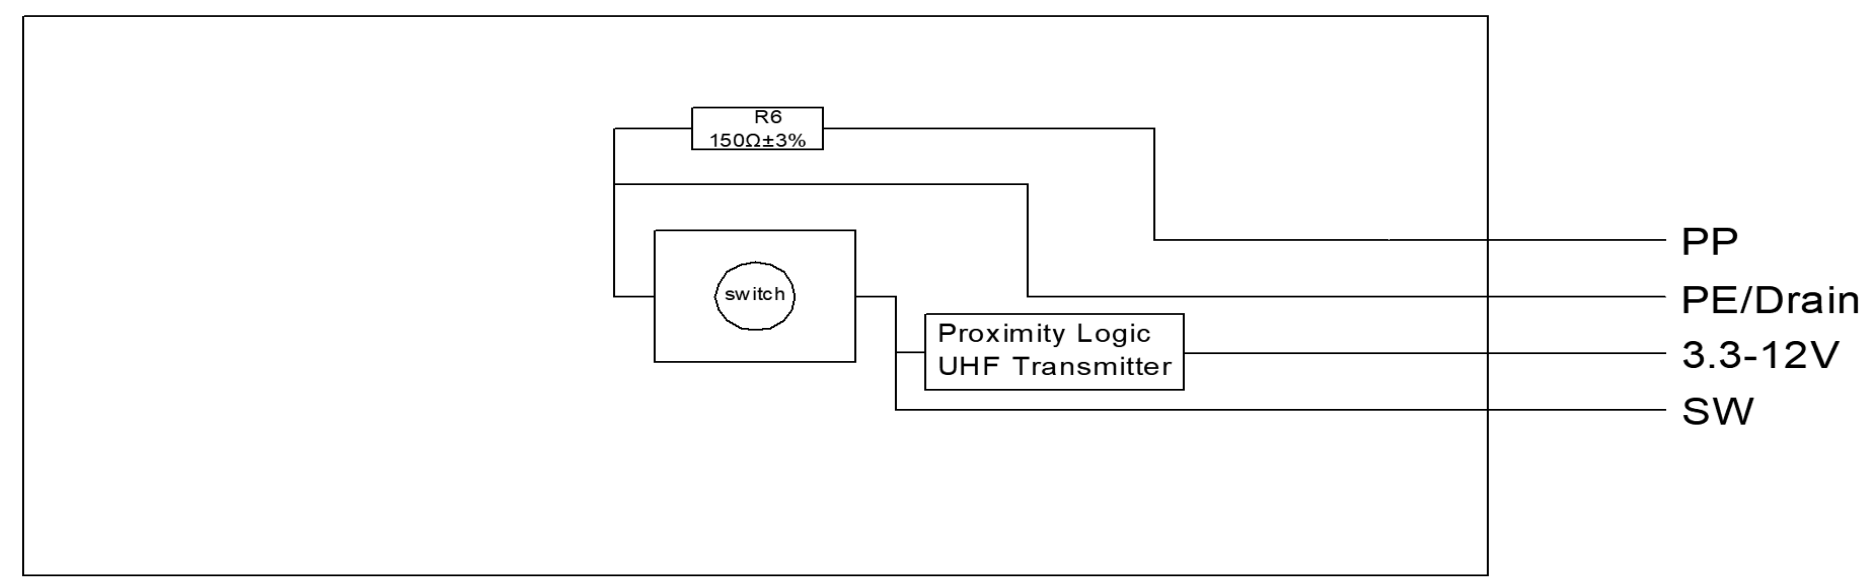 R6
150Ω±3%
PP
switch
PE/Drain
Proximity Logic
UHF Transmitter
3.3-12V
SW